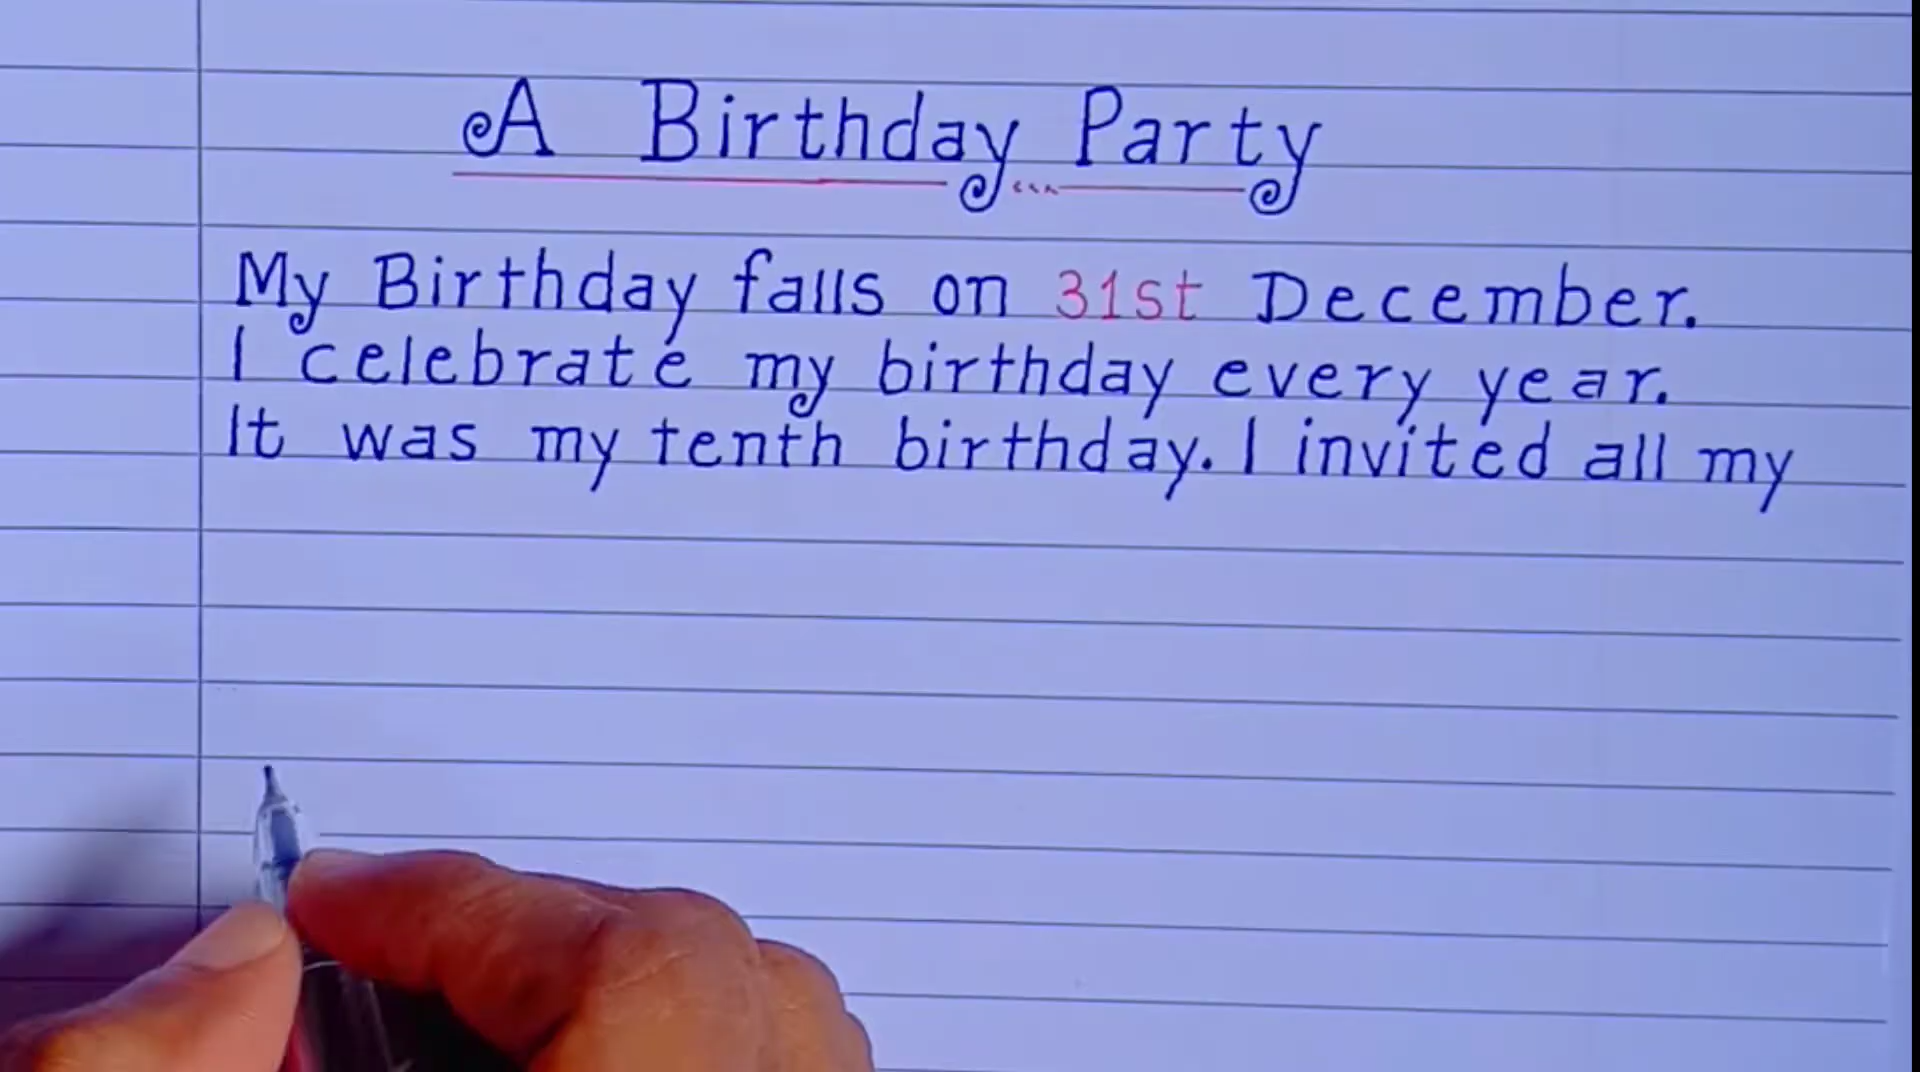 A Birthday Party
My Birthday falls on 31st December.
I celebrate my birthday every year.
It was my tenth birthday. I invited all my